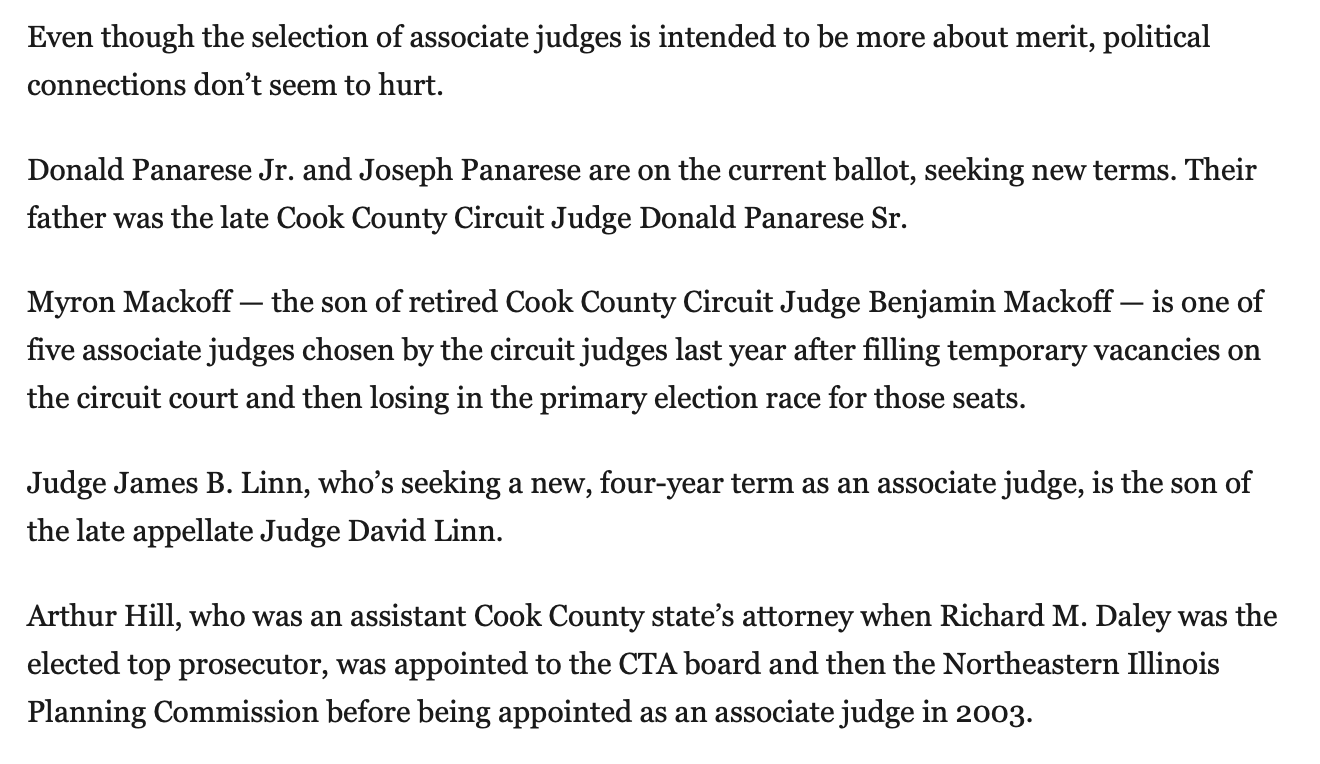 Even though the selection of associate judges is intended to be more about merit, political
connections don’t seem to hurt.
Donald Panarese Jr. and Joseph Panarese are on the current ballot, seeking new terms. Their
father was the late Cook County Circuit Judge Donald Panarese Sr.
Myron Mackoff — the son of retired Cook County Circuit Judge Benjamin Mackoff — is one of
five associate judges chosen by the circuit judges last year after filling temporary vacancies on
the circuit court and then losing in the primary election race for those seats.
Judge James B. Linn, who’s seeking a new, four-year term as an associate judge, is the son of
the late appellate Judge David Linn.
Arthur Hill, who was an assistant Cook County state’s attorney when Richard M. Daley was the
elected top prosecutor, was appointed to the CTA board and then the Northeastern Illinois
Planning Commission before being appointed as an associate judge in 2003.